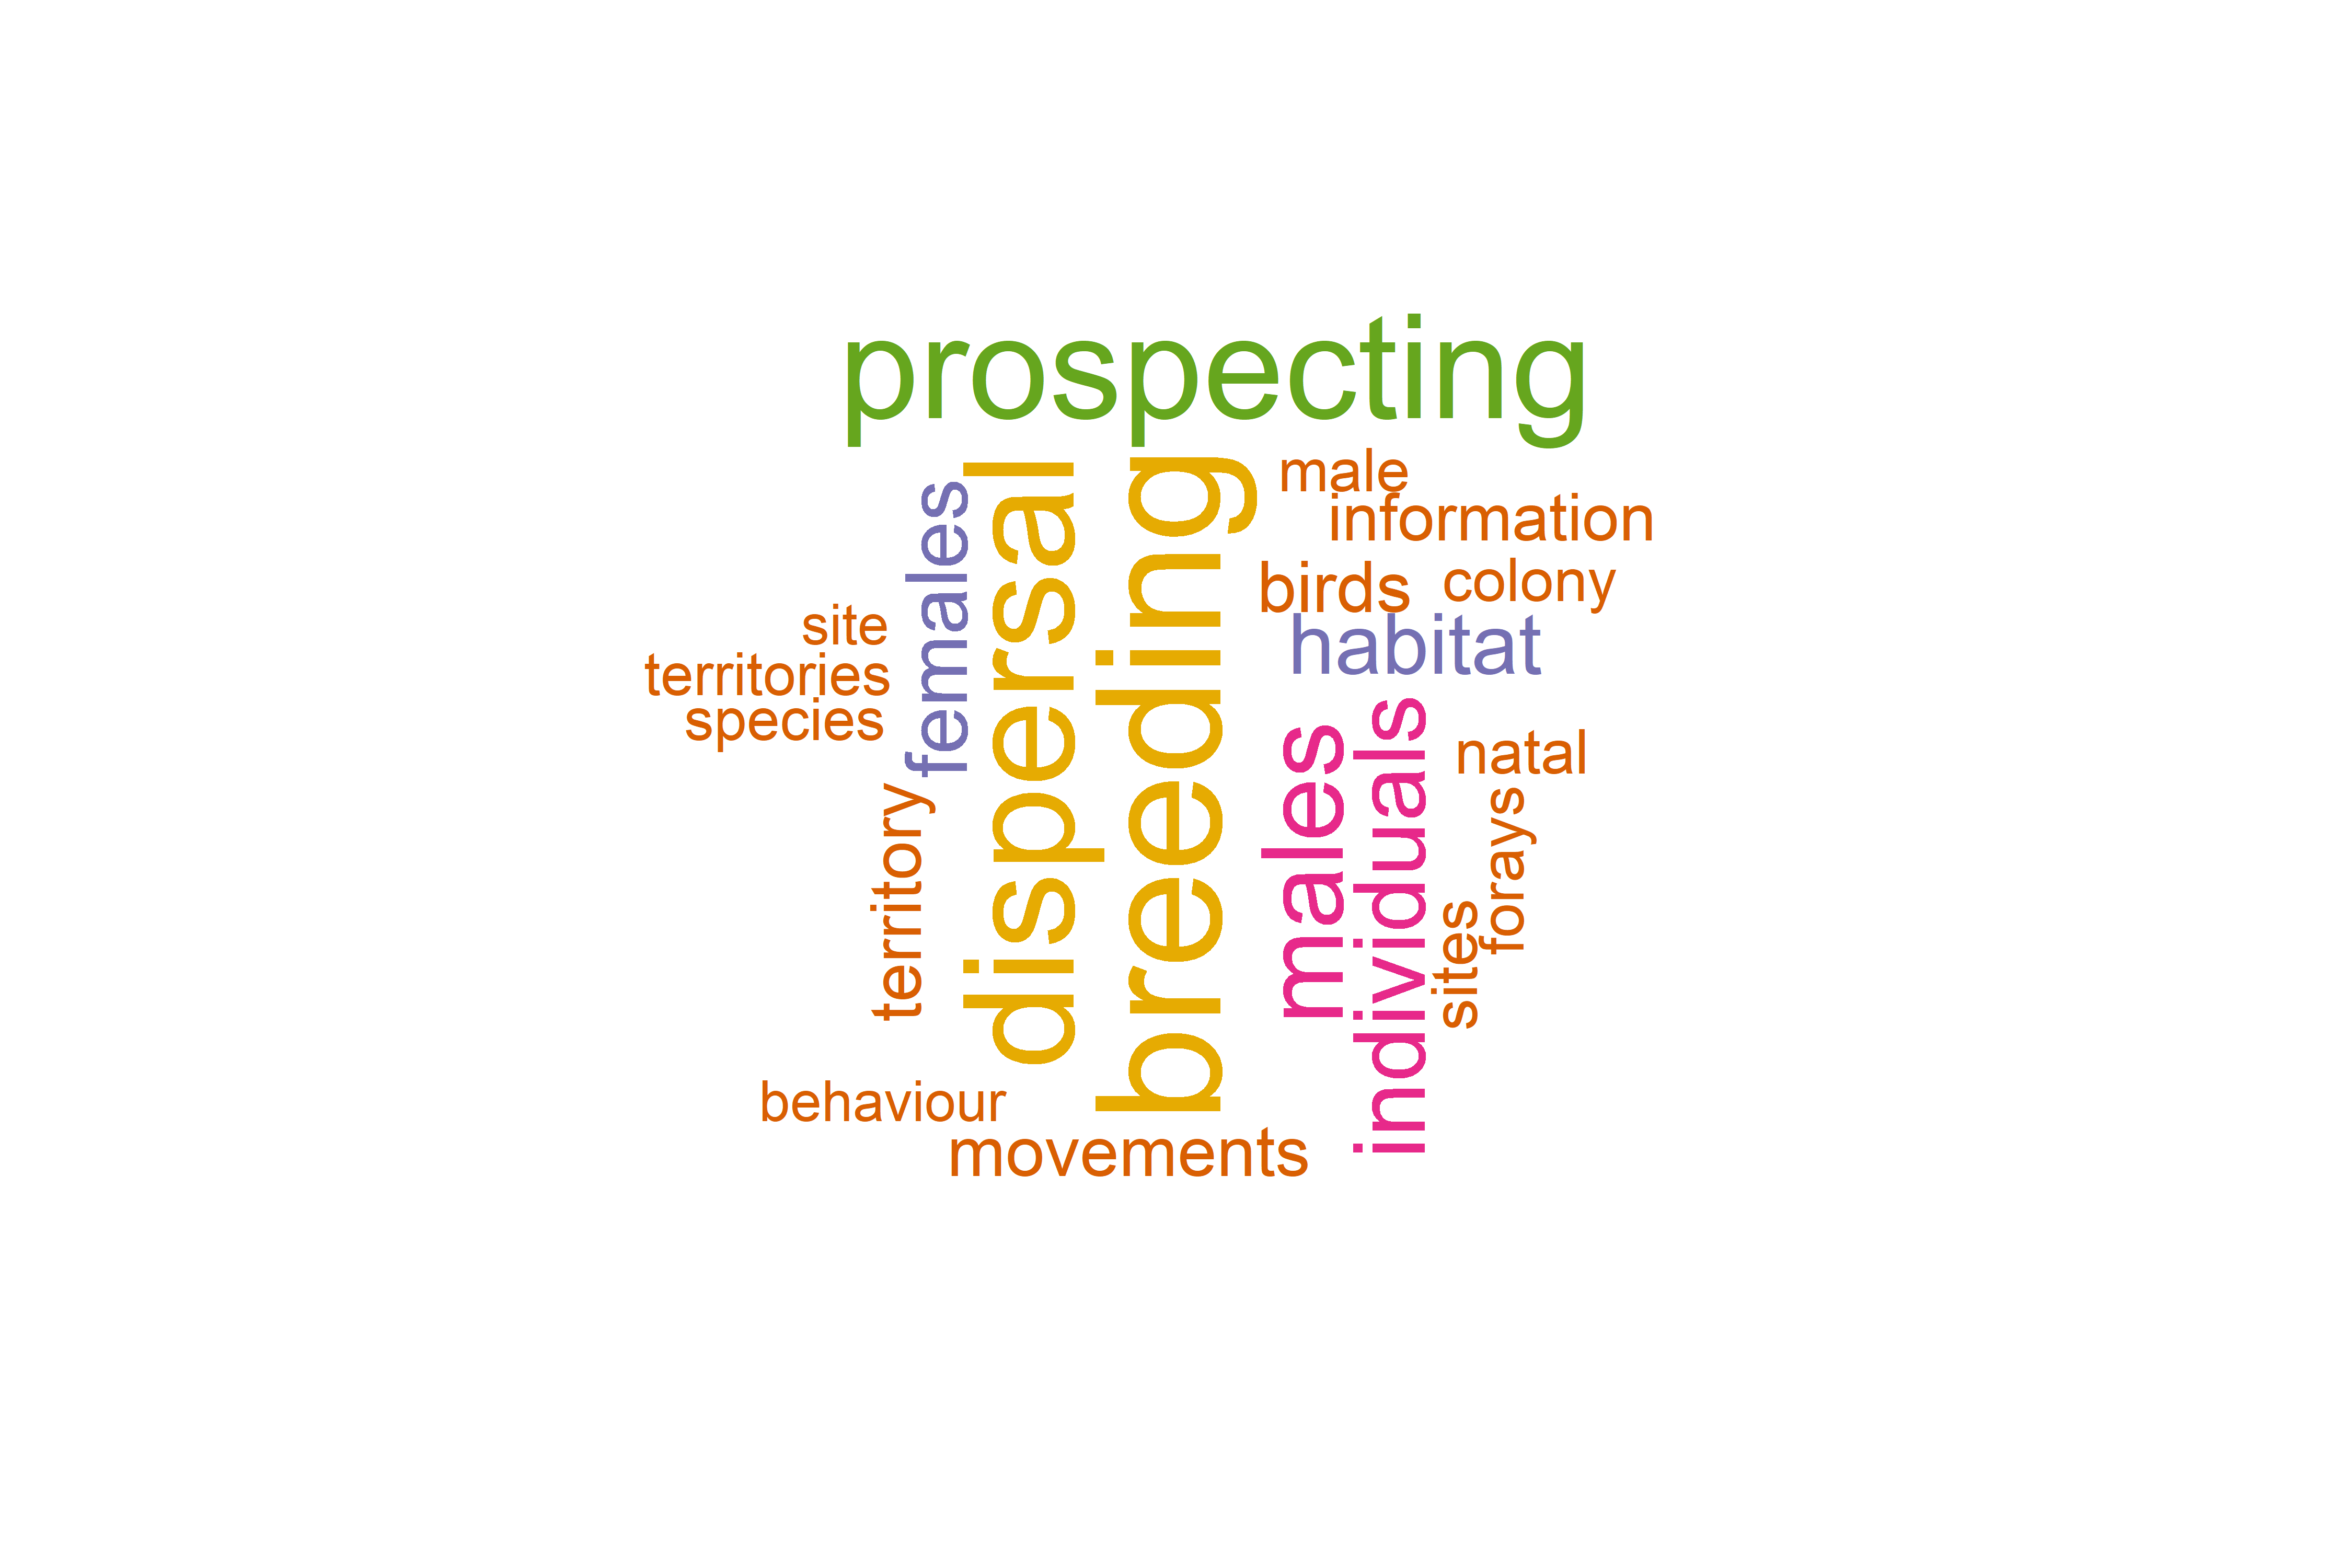 prospecting
male
information
birds
colony
habitat
females
dispersal
breeding
site
territories
species
males
individuals
natal
forays
sites
territory
behaviour
movements